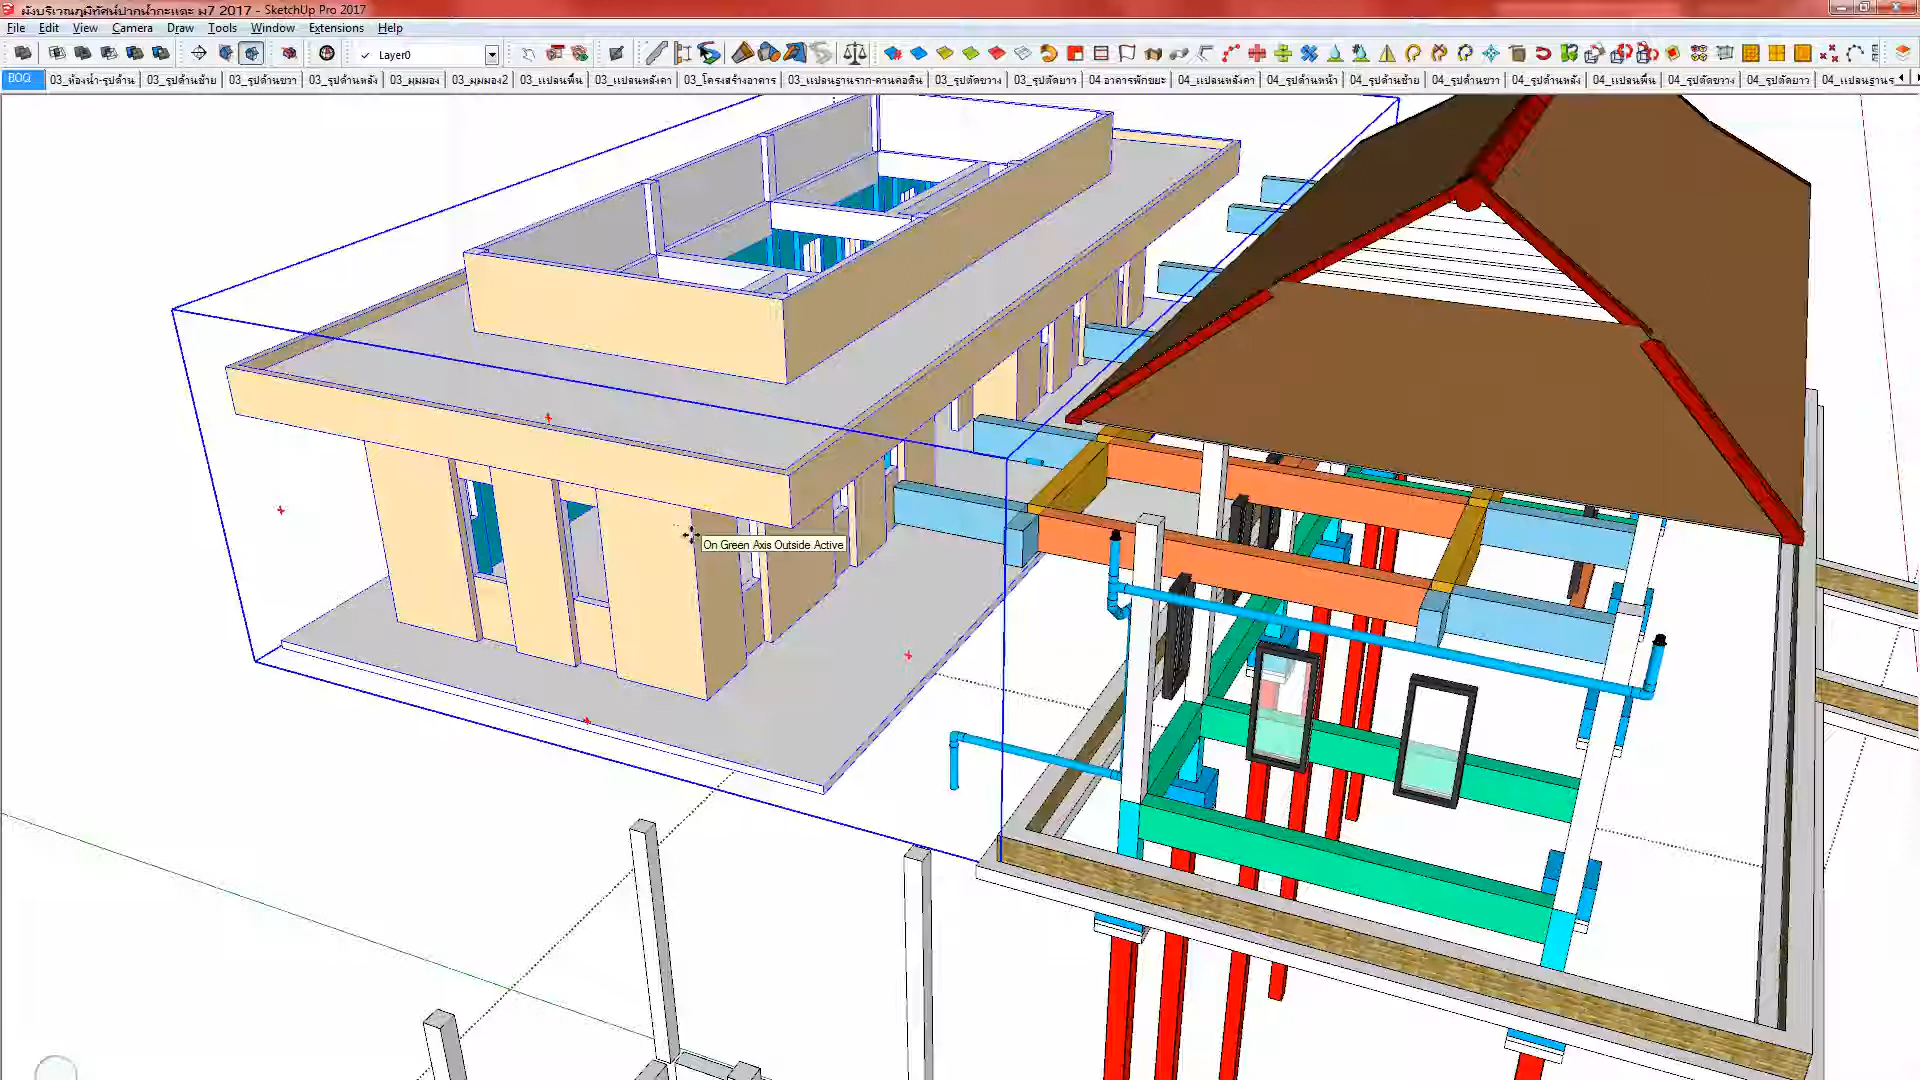 ผังบริเวณภูมิทัศน์ปากน้ำกะแดะ ม7 2017 - SketchUp Pro 2017
File Edit View Camera Draw Tools Window Extensions Help
✓ Layer0
BOQ 03_ห้องน้ำ-รูปด้าน 03_รูปด้านซ้าย 03_รูปด้านขวา 03_รูปด้านหลัง 03_มุมมอง 03_มุมมอง2 03_แปลนพื้น 03_แปลนหลังคา 03_โครงสร้างอาคาร 03_แปลนฐานราก-คานคอดิน 03_รูปตัดขวาง 03_รูปตัดยาว 04 อาคารพักขยะ 04_แปลนหลังคา 04_รูปด้านหน้า 04_รูปด้านซ้าย 04_รูปด้านขวา 04_รูปด้านหลัง 04_แปลนพื้น 04_รูปตัดขวาง 04_รูปตัดยาว 04_แปลนฐานร
On Green Axis Outside Active